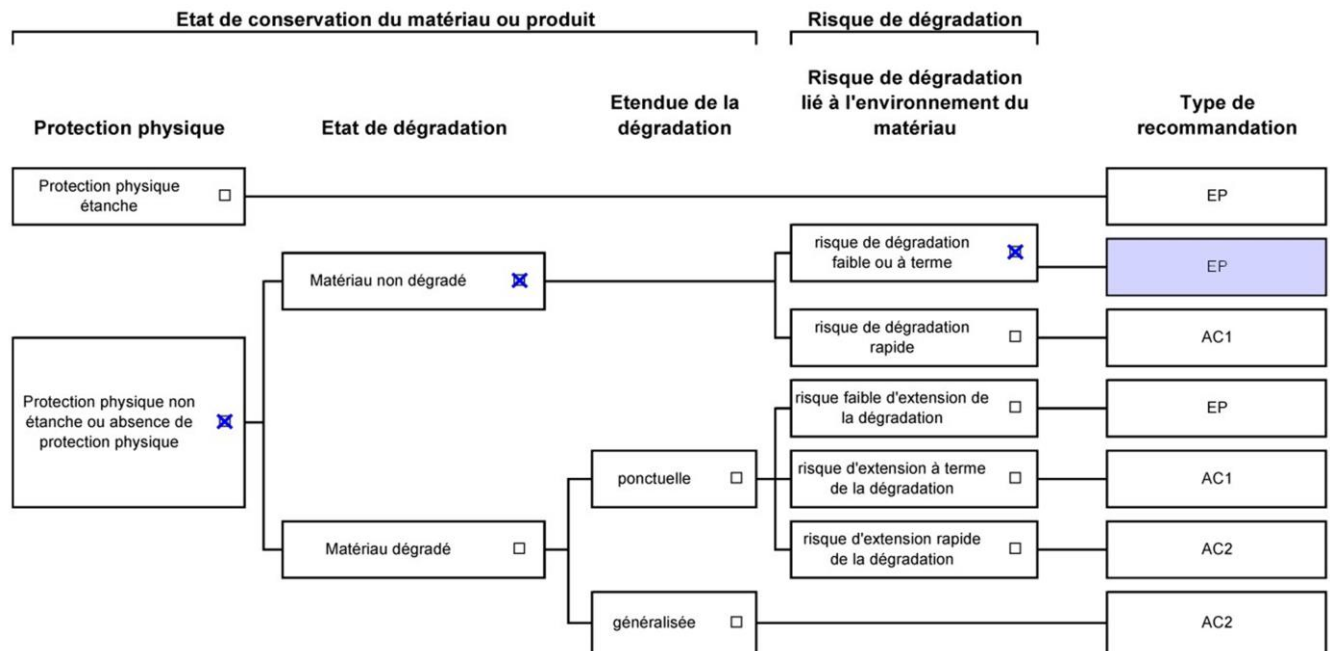 Etat de conservation du matériau ou produit
Risque de dégradation
Protection physique
Etat de dégradation
Etendue de la
dégradation
Risque de dégradation
lié à l'environnement du
matériau
Type de
recommandation
Protection physique
étanche
EP
risque de dégradation
faible ou à terme
EP
Matériau non dégradé
risque de dégradation
rapide
AC1
Protection physique non
étanche ou absence de
protection physique
risque faible d'extension de
la dégradation
EP
ponctuelle
risque d'extension à terme
de la dégradation
AC1
Matériau dégradé
risque d'extension rapide
de la dégradation
AC2
généralisée
AC2